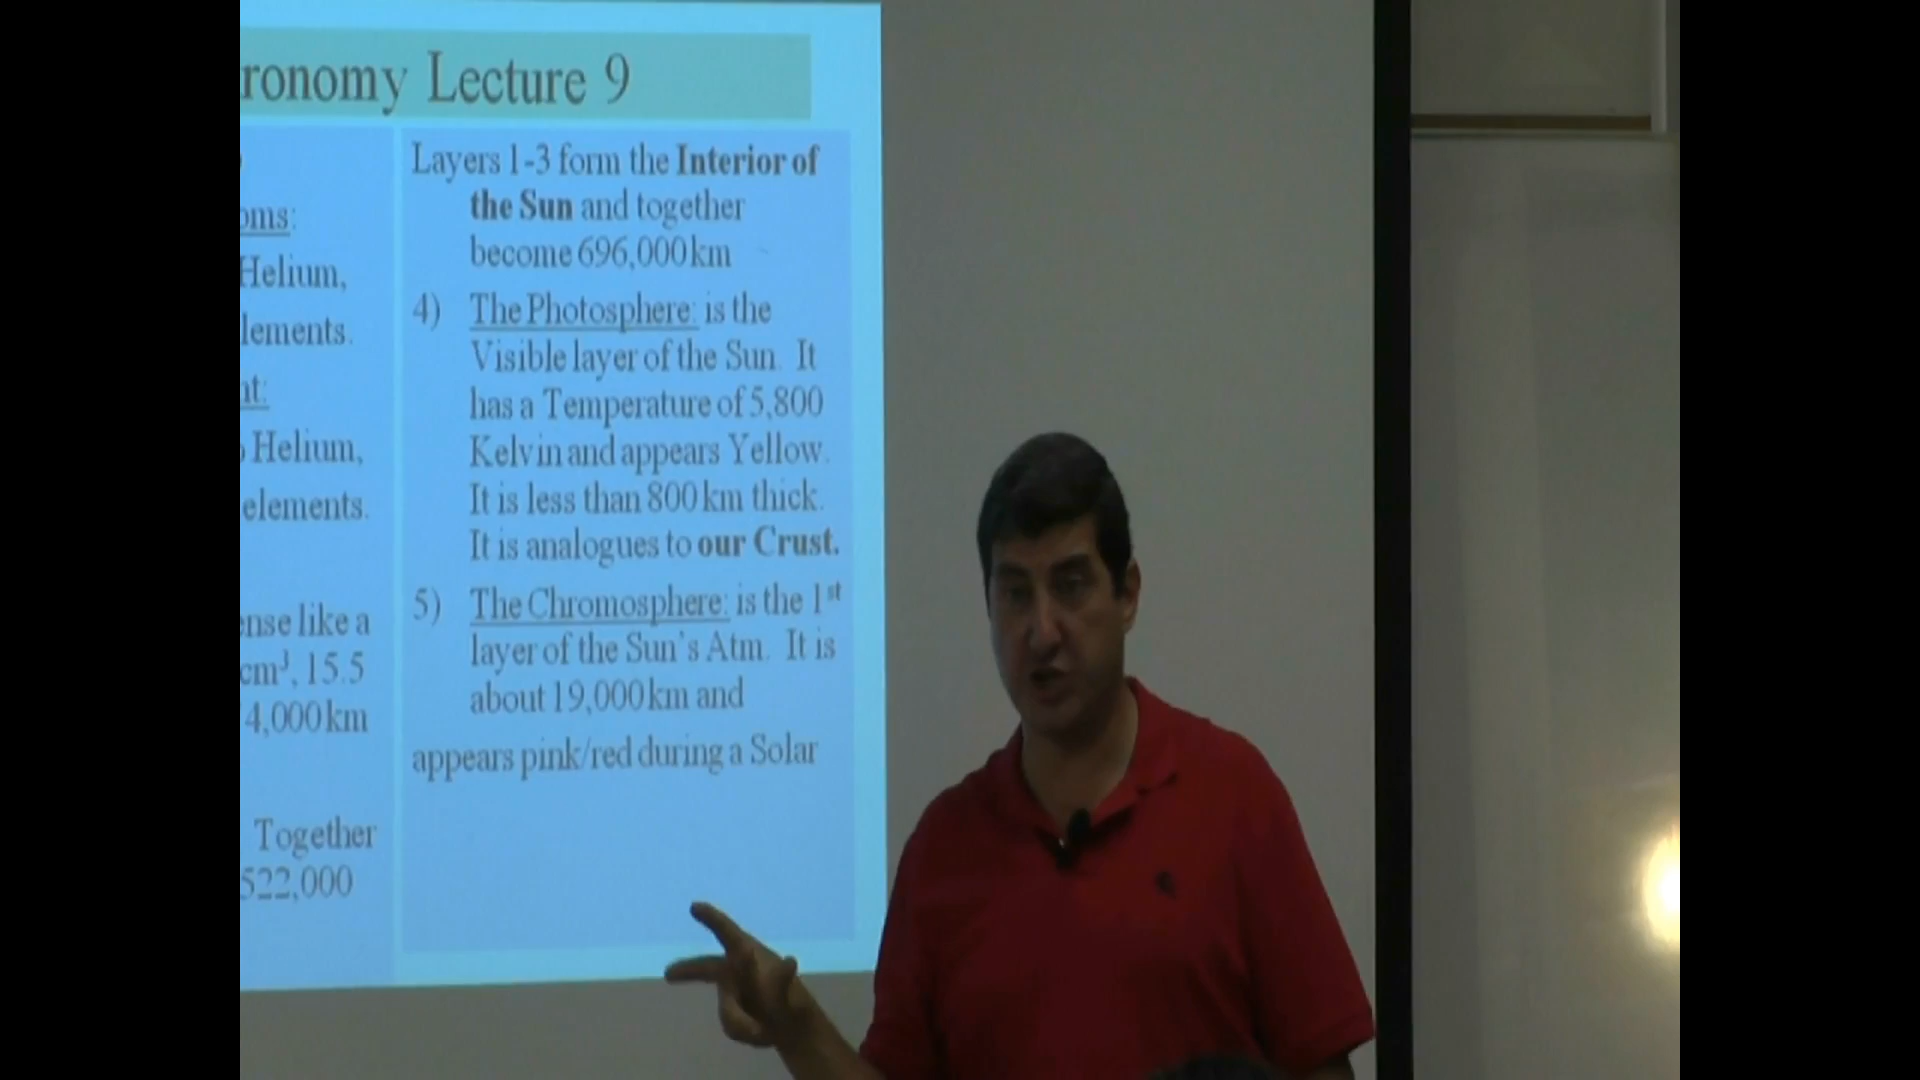 ronomy Lecture 9
oms:
Helium,
lements.
nt:
Helium,
elements.
ense like a
cm³, 15.5
4,000 km
Together
522,000
Layers 1-3 form the Interior of
the Sun and together
become 696,000 km
4) The Photosphere: is the
Visible layer of the Sun. It
has a Temperature of 5,800
Kelvin and appears Yellow.
It is less than 800 km thick.
It is analogues to our Crust.
5) The Chromosphere: is the 1st
layer of the Sun's Atm. It is
about 19,000 km and
appears pink/red during a Solar